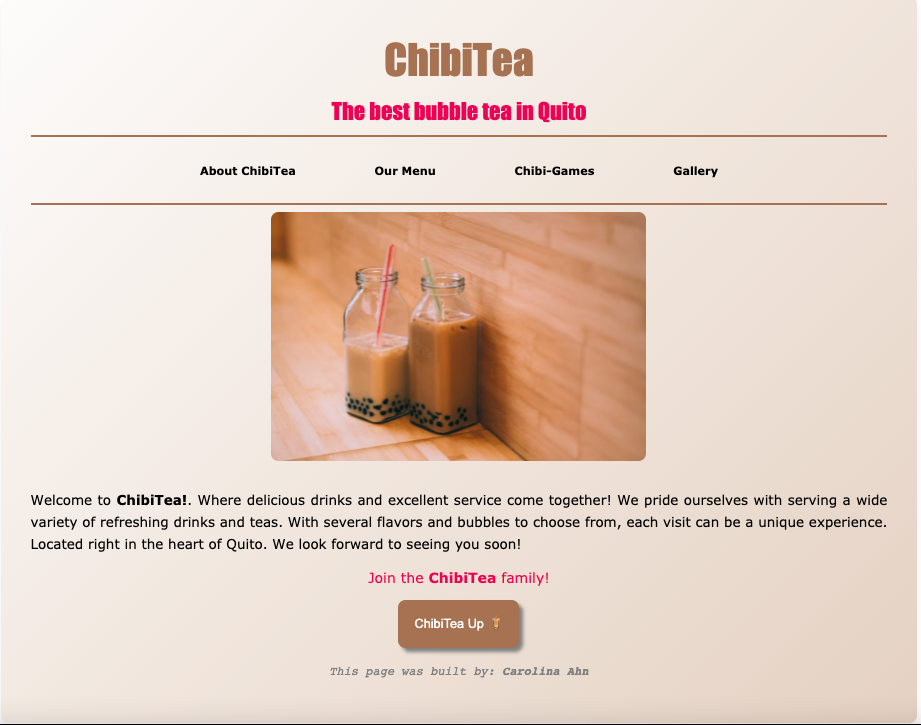 ChibiTea
The best bubble tea in Quito
About ChibiTea Our Menu Chibi-Games Gallery
Welcome to ChibiTea!. Where delicious drinks and excellent service come together! We pride ourselves with serving a wide
variety of refreshing drinks and teas. With several flavors and bubbles to choose from, each visit can be a unique experience.
Located right in the heart of Quito. We look forward to seeing you soon!
Join the ChibiTea family!
ChibiTea Up
This page was built by: Carolina Ahn